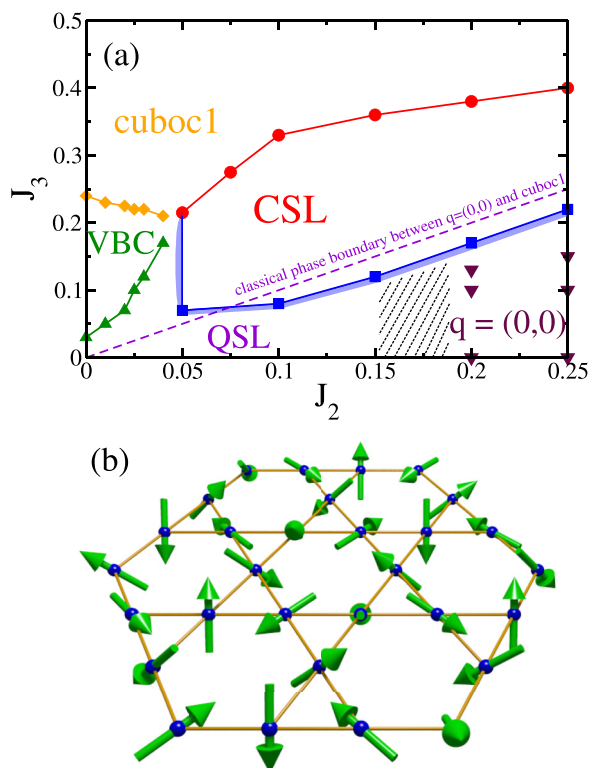 (a)
0.5
0.4
0.3
0.2
0.1
0
J3
cuboc1
CSL
VBC
classical phase boundary between q=(0,0) and cuboc1
QSL
q = (0,0)
0 0.05 0.1 0.15 0.2 0.25
J2
(b)